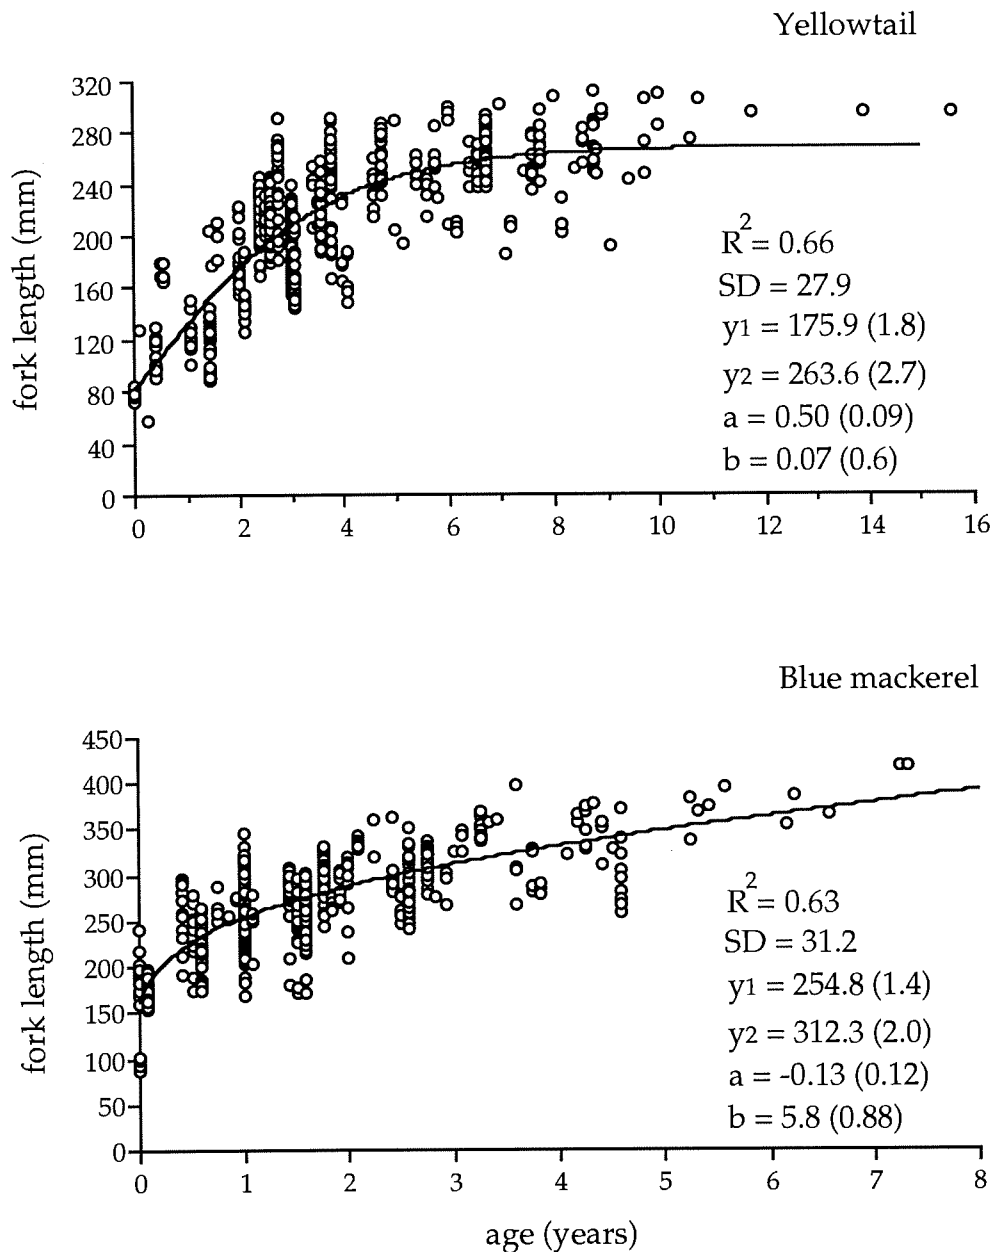 Yellowtail
320
280
240
200
160
120
80
40
0
fork length (mm)
R2 = 0.66
SD = 27.9
y1 = 175.9 (1.8)
y2 = 263.6 (2.7)
a = 0.50 (0.09)
b = 0.07 (0.6)
0 2 4 6 8 10 12 14 16
Blue mackerel
450
400
350
300
250
200
150
100
50
0
fork length (mm)
R2 = 0.63
SD = 31.2
y1 = 254.8 (1.4)
y2 = 312.3 (2.0)
a = -0.13 (0.12)
b = 5.8 (0.88)
0 1 2 3 4 5 6 7 8
age (years)